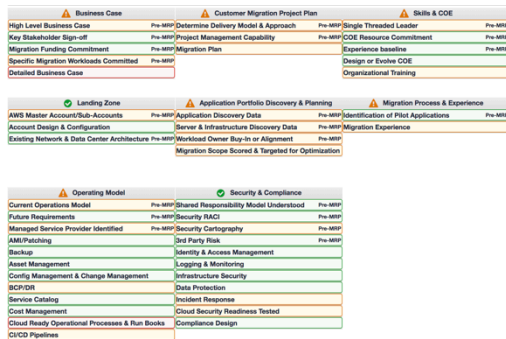 Business Case
High Level Business Case Pre-MRP
Key Stakeholder Sign-off Pre-MRP
Migration Funding Commitment Pre-MRP
Specific Migration Workloads Committed Pre-MRP
Detailed Business Case
Customer Migration Project Plan
Determine Delivery Model & Approach Pre-MRP
Project Management Capability Pre-MRP
Migration Plan
Skills & COE
Single Threaded Leader Pre-MRP
COE Resource Commitment Pre-MRP
Experience baseline Pre-MRP
Design or Evolve COE
Organizational Training
Landing Zone
AWS Master Account/Sub-Accounts Pre-MRP
Account Design & Configuration Pre-MRP
Existing Network & Data Center Architecture Pre-MRP
Application Portfolio Discovery & Planning
Application Discovery Data Pre-MRP
Server & Infrastructure Discovery Data Pre-MRP
Workload Owner Buy-In or Alignment Pre-MRP
Migration Scope Scored & Targeted for Optimization
Migration Process & Experience
Identification of Pilot Applications Pre-MRP
Migration Experience
Operating Model
Current Operations Model Pre-MRP
Future Requirements Pre-MRP
Managed Service Provider Identified Pre-MRP
AMI/Patching
Backup
Asset Management
Config Management & Change Management
BCP/DR
Service Catalog
Cost Management
Cloud Ready Operational Processes & Run Books
CI/CD Pipelines
Security & Compliance
Shared Responsibility Model Understood Pre-MRP
Security RACI Pre-MRP
Security Cartography Pre-MRP
3rd Party Risk Pre-MRP
Identity & Access Management
Logging & Monitoring
Infrastructure Security
Data Protection
Incident Response
Cloud Security Readiness Tested
Compliance Design